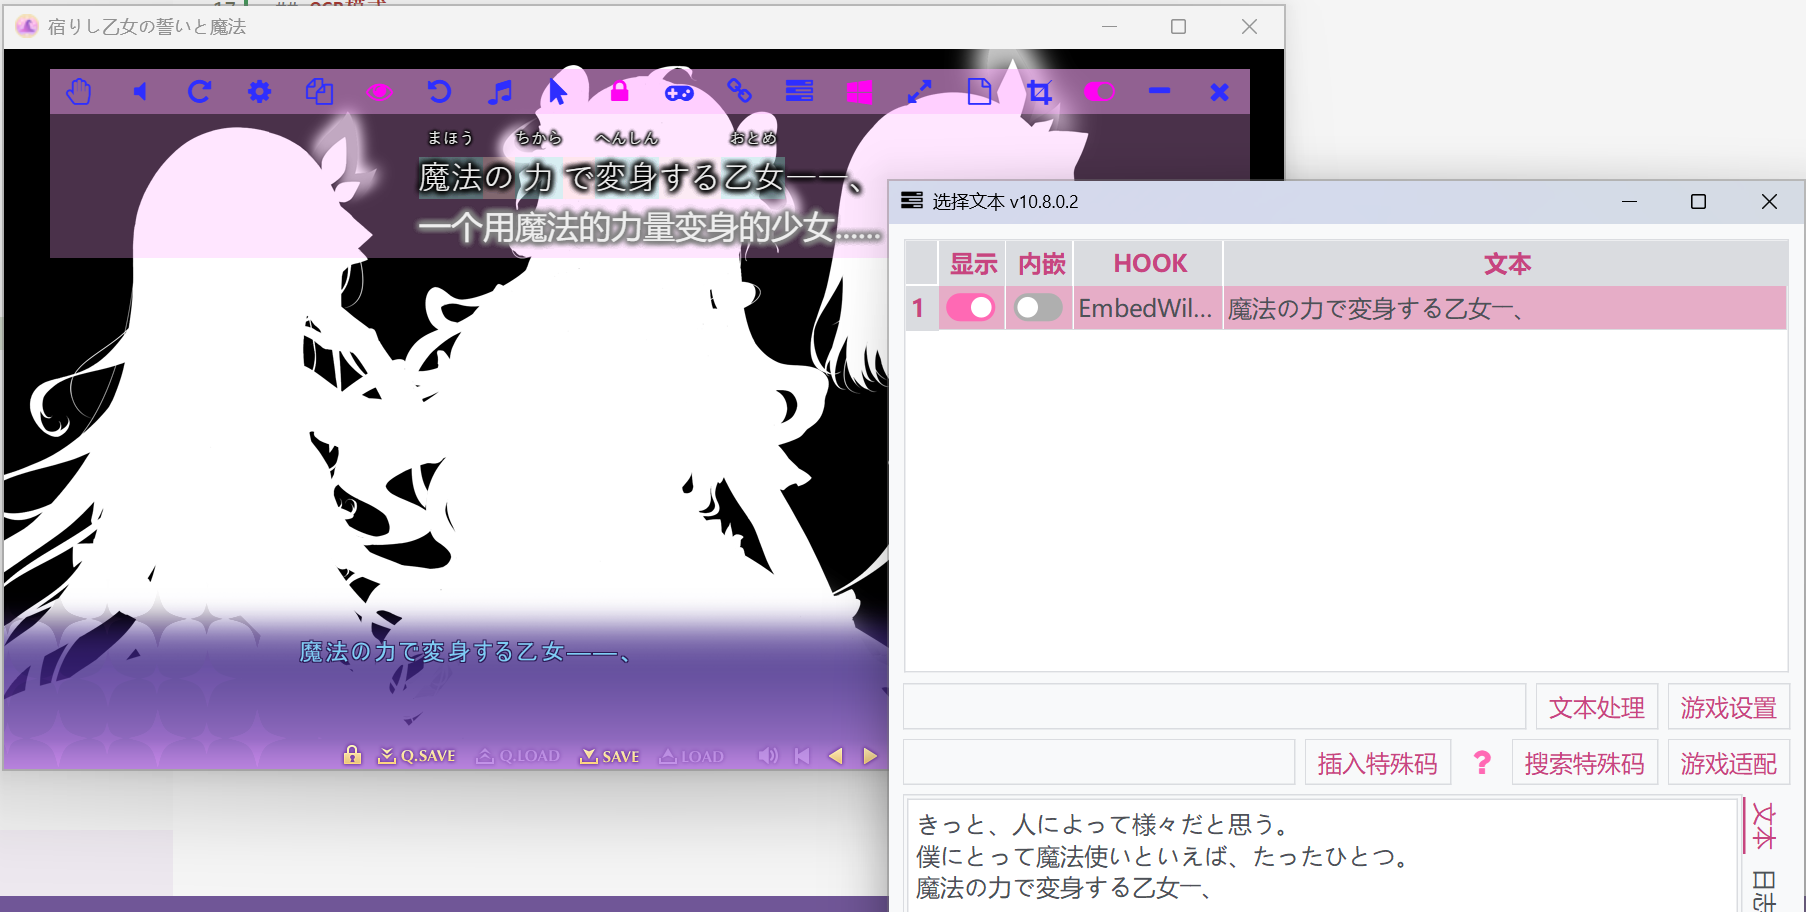 17 ## OCR模式
宿りし乙女の誓いと魔法
まほう ちから へんしん おとめ
魔法の力で変身する乙女――、
一个用魔法的力量变身的少女......
魔法の力で変身する乙女――、
Q.SAVE Q.LOAD SAVE LOAD
选择文本 v10.8.0.2
显示 内嵌 HOOK 文本
1 EmbedWil... 魔法の力で変身する乙女―、
文本处理 游戏设置
插入特殊码 ? 搜索特殊码 游戏适配
きっと、人によって様々だと思う。
僕にとって魔法使いといえば、たったひとつ。
魔法の力で変身する乙女―、
文本
日志